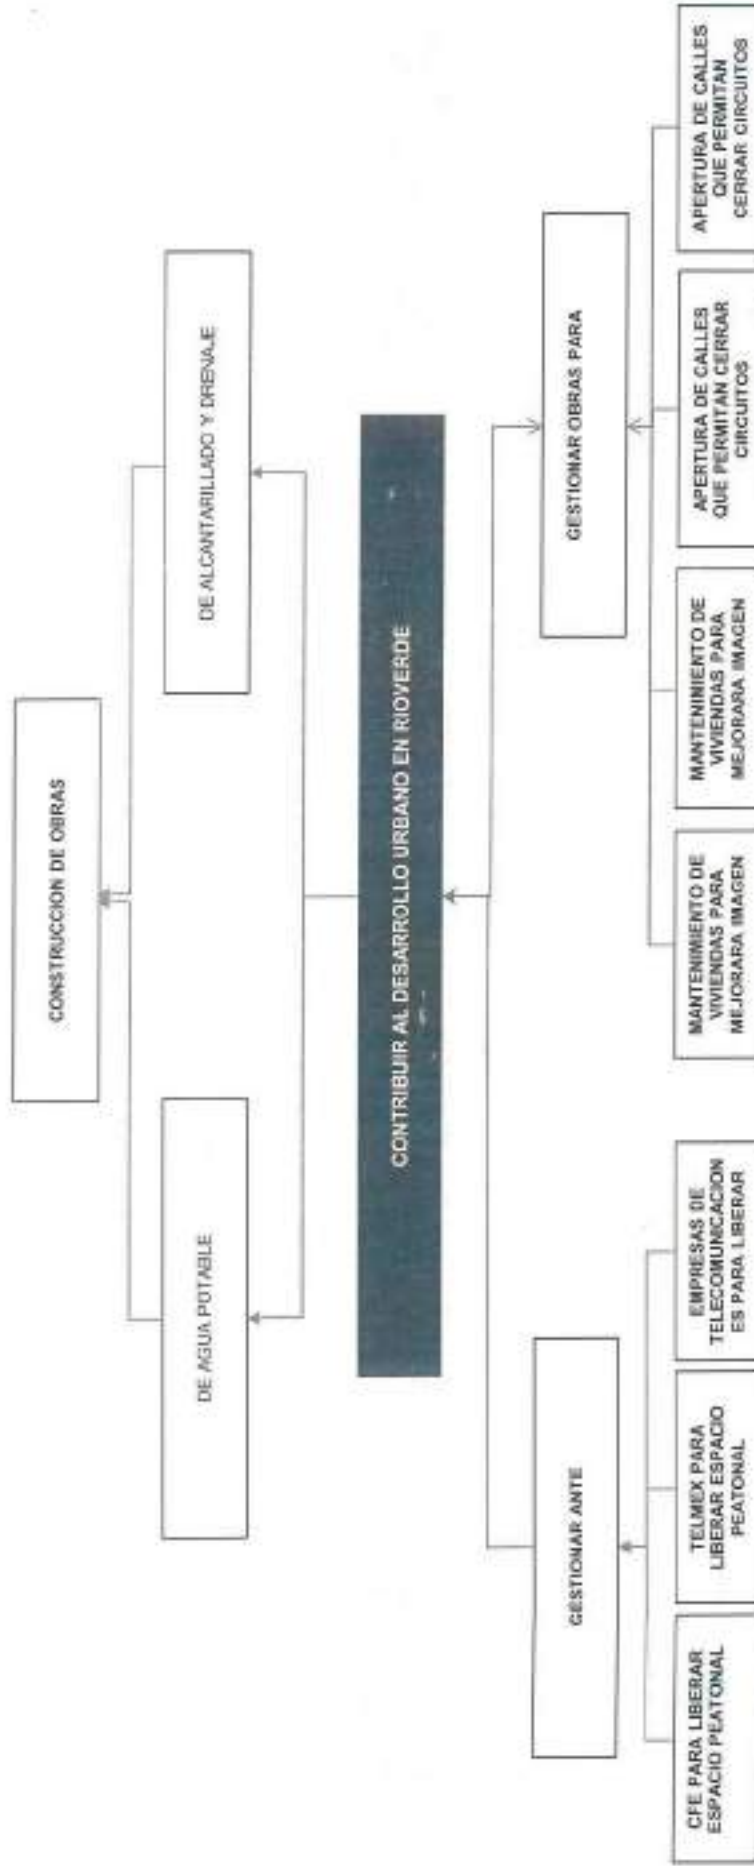 CONSTRUCCION DE OBRAS
DE AGUA POTABLE
DE ALCANTARILLADO Y DRENAJE
CONTRIBUIR AL DESARROLLO URBANO EN RIOVERDE
GESTIONAR ANTE
GESTIONAR OBRAS PARA
CFE PARA LIBERAR
ESPACIO PEATONAL
TELMEX PARA
LIBERAR ESPACIO
PEATONAL
EMPRESAS DE
TELECOMUNICACION
ES PARA LIBERAR
MANTENIMIENTO DE
VIVIENDAS PARA
MEJORARA IMAGEN
MANTENIMIENTO DE
VIVIENDAS PARA
MEJORARA IMAGEN
APERTURA DE CALLES
QUE PERMITAN CERRAR
CIRCUITOS
APERTURA DE CALLES
QUE PERMITAN
CERRAR CIRCUITOS